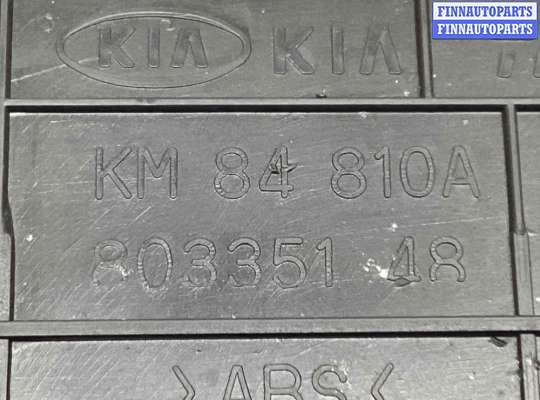 FINNAUTOPARTS
FINNAUTOPARTS
KIA KIA
KM 84 810A
803351 48
>ABS<